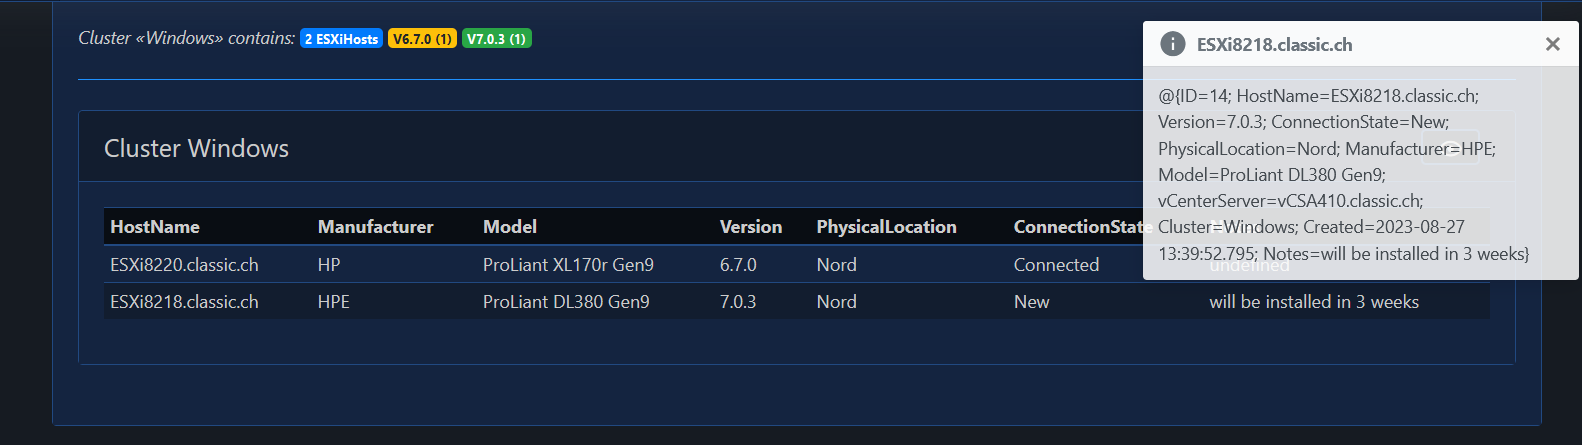 Cluster «Windows» contains: 2 ESXiHosts V6.7.0 (1) V7.0.3 (1)
ESXi8218.classic.ch
@{ID=14; HostName=ESXi8218.classic.ch;
Version=7.0.3; ConnectionState=New;
PhysicalLocation=Nord; Manufacturer=HPE;
Model=ProLiant DL380 Gen9;
vCenterServer=vCSA410.classic.ch;
Cluster=Windows; Created=2023-08-27
13:39:52.795; Notes=will be installed in 3 weeks}
Cluster Windows
HostName Manufacturer Model Version PhysicalLocation ConnectionState
ESXi8220.classic.ch HP ProLiant XL170r Gen9 6.7.0 Nord Connected undefined
ESXi8218.classic.ch HPE ProLiant DL380 Gen9 7.0.3 Nord New will be installed in 3 weeks